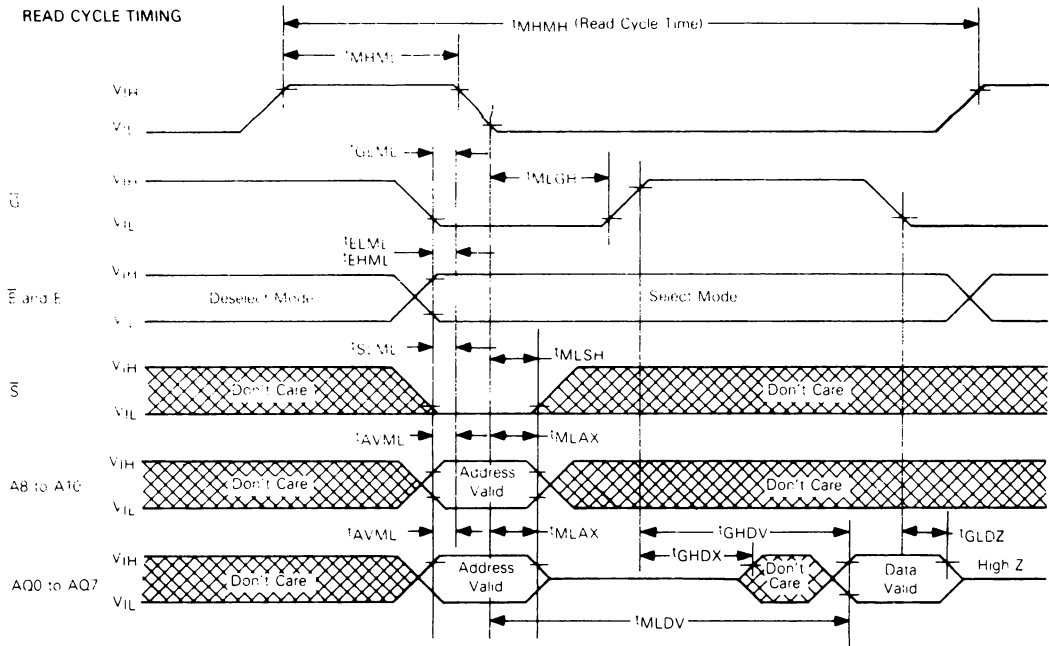 READ CYCLE TIMING
tMHMH (Read Cycle Time)
tMHML
VIH
VIL
tGLML
VIH
tMLGH
G
VIL
tELML
tEHML
VIH
Deselect Mode
Select Mode
E and E
VIL
tSLML
tMLSH
VIH
Don't Care
Don't Care
S
VIL
tAVML
tMLAX
VIH
Address
Valid
A8 to A10
Don't Care
Don't Care
VIL
tAVML
tMLAX
tGHDV
tGLDZ
tGHDX
VIH
Address
Valid
Don't
Care
Data
Valid
High Z
AQ0 to AQ7
Don't Care
VIL
tMLDV